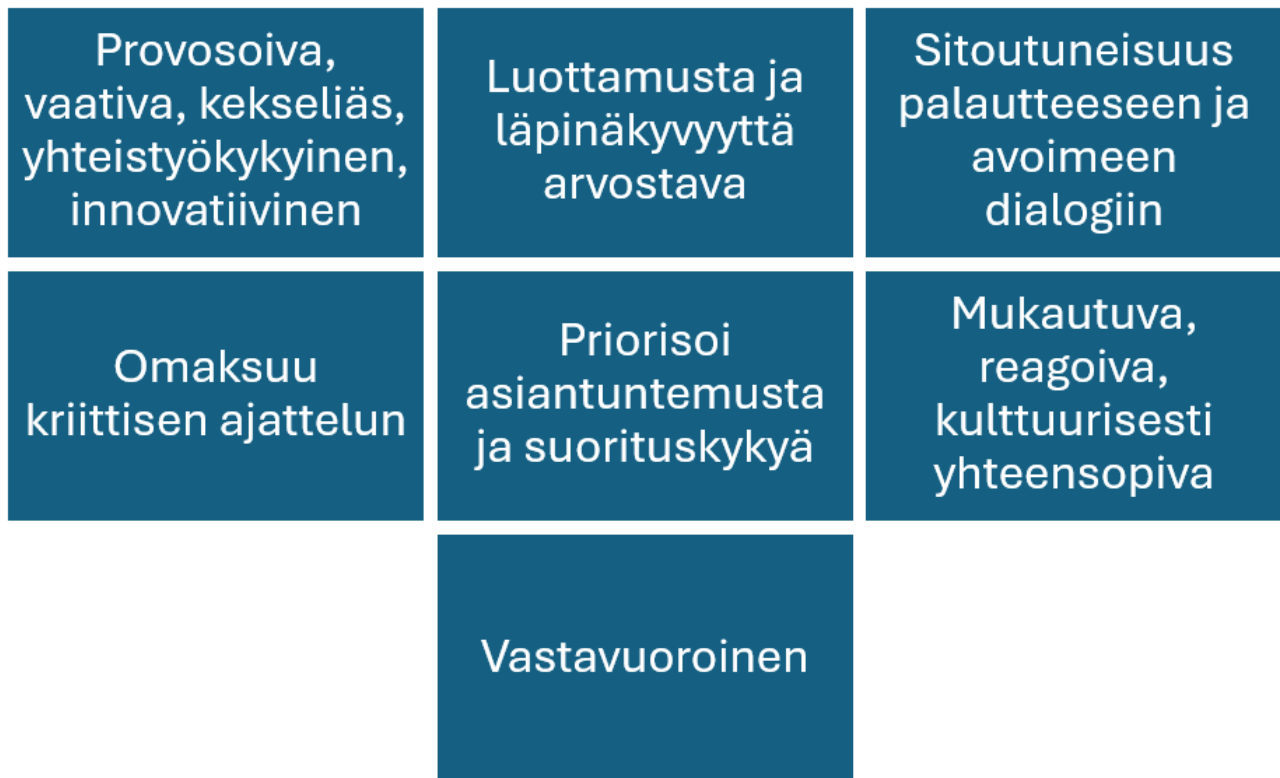 Provosoiva,
vaativa, kekseliäs,
yhteistyökykyinen,
innovatiivinen
Luottamusta ja
läpinäkyvyyttä
arvostava
Sitoutuneisuus
palautteeseen ja
avoimeen
dialogiin
Omaksuu
kriittisen ajattelun
Priorisoi
asiantuntemusta
ja suorituskykyä
Mukautuva,
reagoiva,
kulttuurisesti
yhteensopiva
Vastavuoroinen